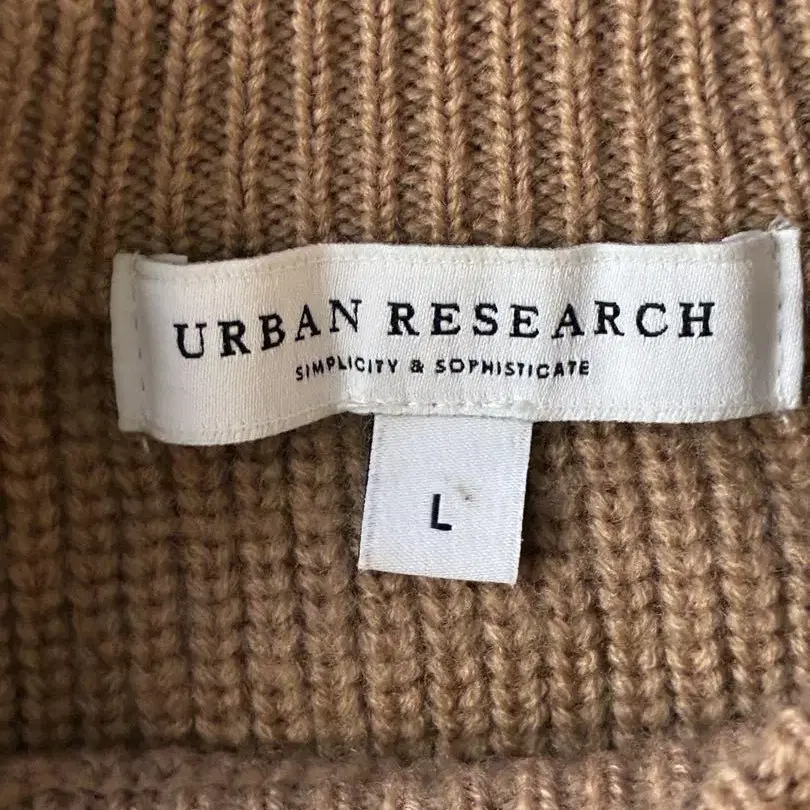 URBAN RESEARCH
SIMPLICITY & SOPHISTICATE
L